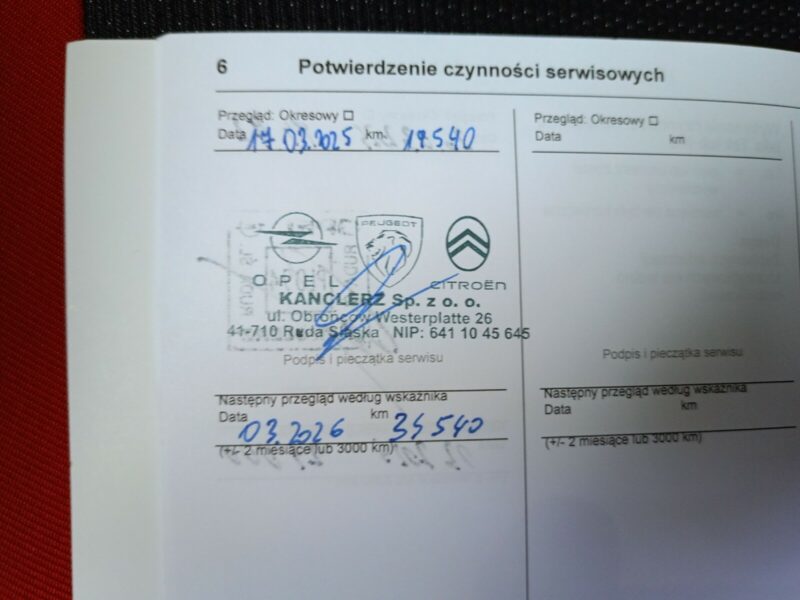 6 Potwierdzenie czynności serwisowych
Przegląd: Okresowy
Data 17 03.2025 km 19540
PEUGEOT
OPEL
CITROËN
KANCLERZ Sp. z o. o.
ul. Obrońców Westerplatte 26
41-710 Ruda Śląska NIP: 641 10 45 645
Podpis i pieczątka serwisu
Następny przegląd według wskaźnika
Data 03.2026 km 34540
(+/- 2 miesiące lub 3000 km)
Przegląd: Okresowy
Data km
Podpis i pieczątka serwisu
Następny przegląd według wskaźnika
Data km
(+/- 2 miesiące lub 3000 km)